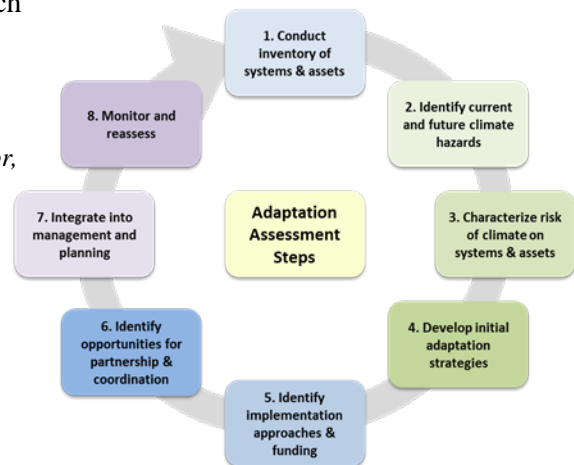 ch
or,
1. Conduct
inventory of
systems & assets
2. Identify current
and future climate
hazards
3. Characterize risk
of climate on
systems & assets
4. Develop initial
adaptation
strategies
5. Identify
implementation
approaches &
funding
6. Identify
opportunities for
partnership &
coordination
7. Integrate into
management and
planning
8. Monitor and
reassess
Adaptation
Assessment
Steps